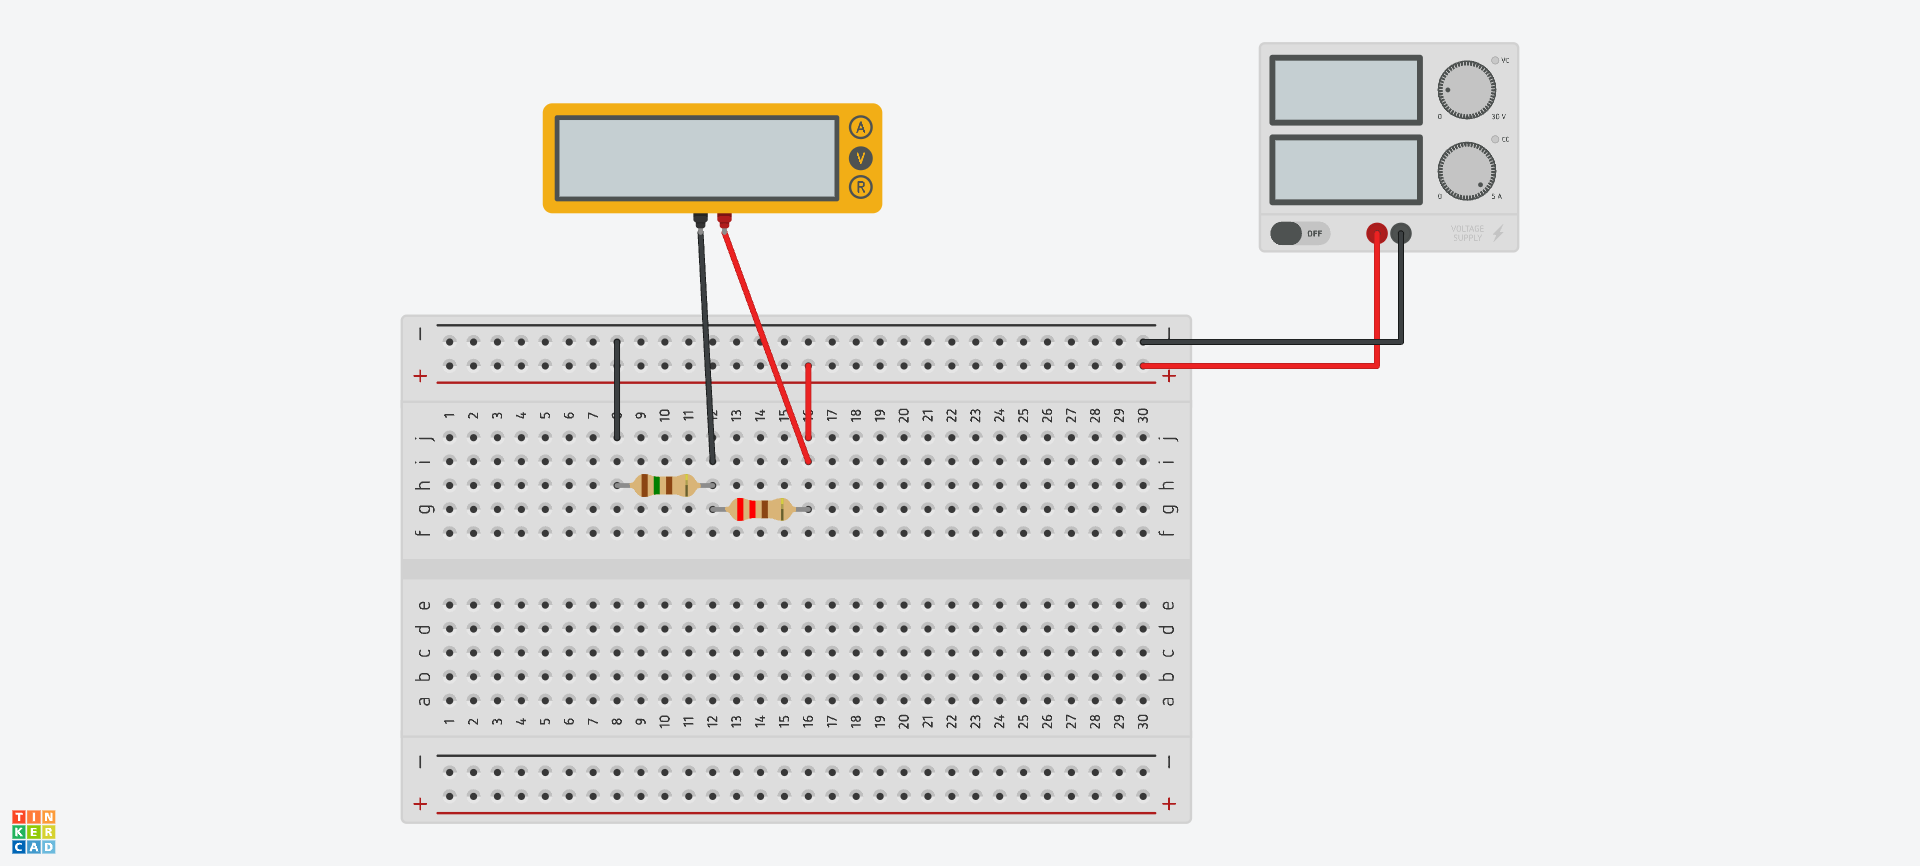 VC
0 30 V
CC
0 5 A
OFF
VOLTAGE
SUPPLY
A
V
R
− −
+ +
1 2 3 4 5 6 7 8 9 10 11 12 13 14 15 16 17 18 19 20 21 22 23 24 25 26 27 28 29 30
j j
i i
h h
g g
f f
e e
d d
c c
b b
a a
1 2 3 4 5 6 7 8 9 10 11 12 13 14 15 16 17 18 19 20 21 22 23 24 25 26 27 28 29 30
− −
+ +
TIN
KER
CAD